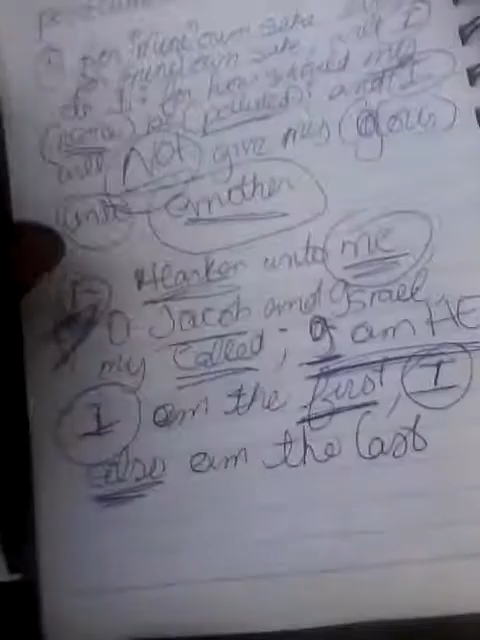 for mine own sake
for mine own sake, will I
do it: for how should my
name be polluted? and I
will NOT give my glory
unto another
Hearken unto me
O Jacob and Israel
my Called; I am HE
I am the first, I
also am the last